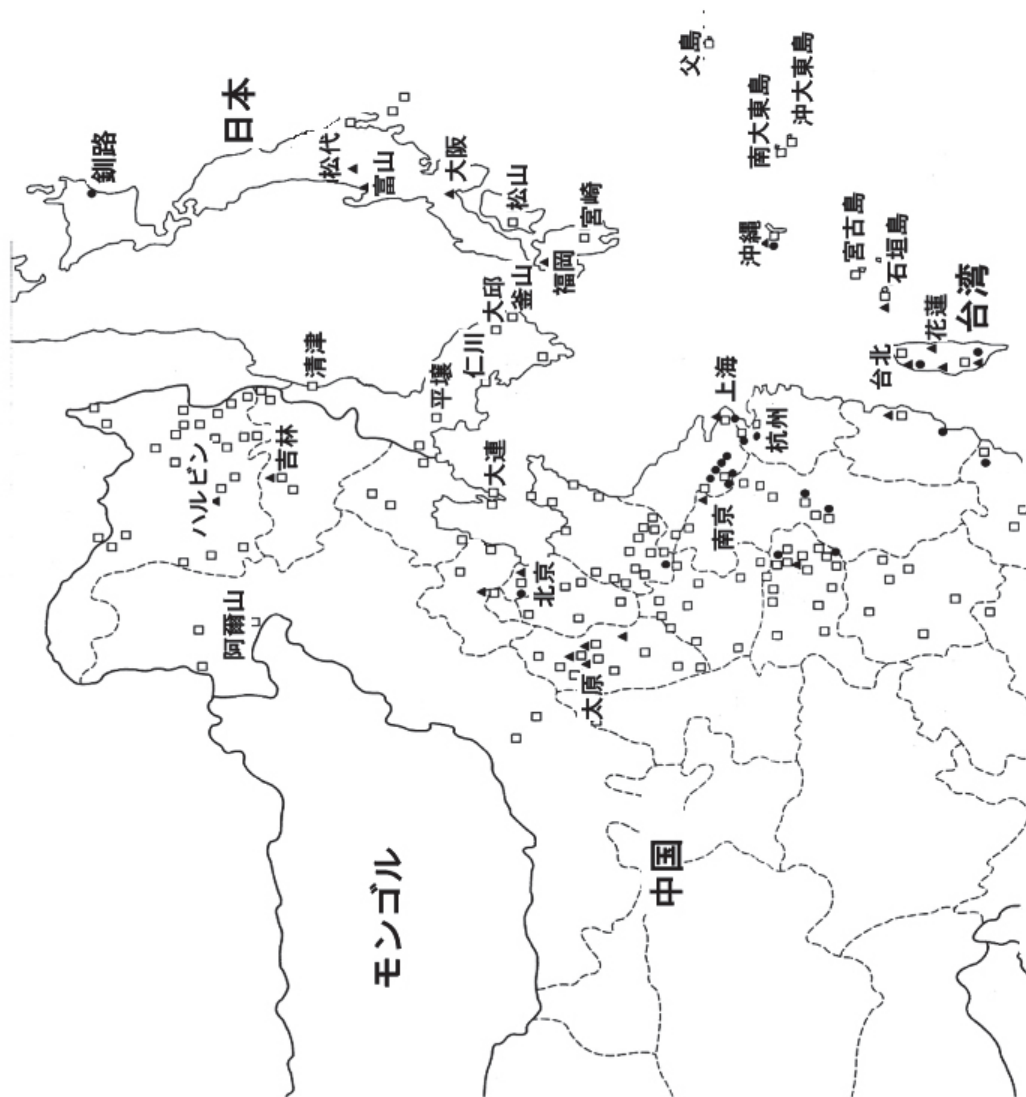 父島
南大東島
沖大東島
日本
釧路
松代
富山
大阪
松山
宮崎
福岡
沖縄
宮古島
石垣島
台湾
花蓮
台北
清津
平壌
仁川
大邱
釜山
上海
杭州
南京
大連
ハルビン
吉林
北京
阿爾山
太原
モンゴル
中国